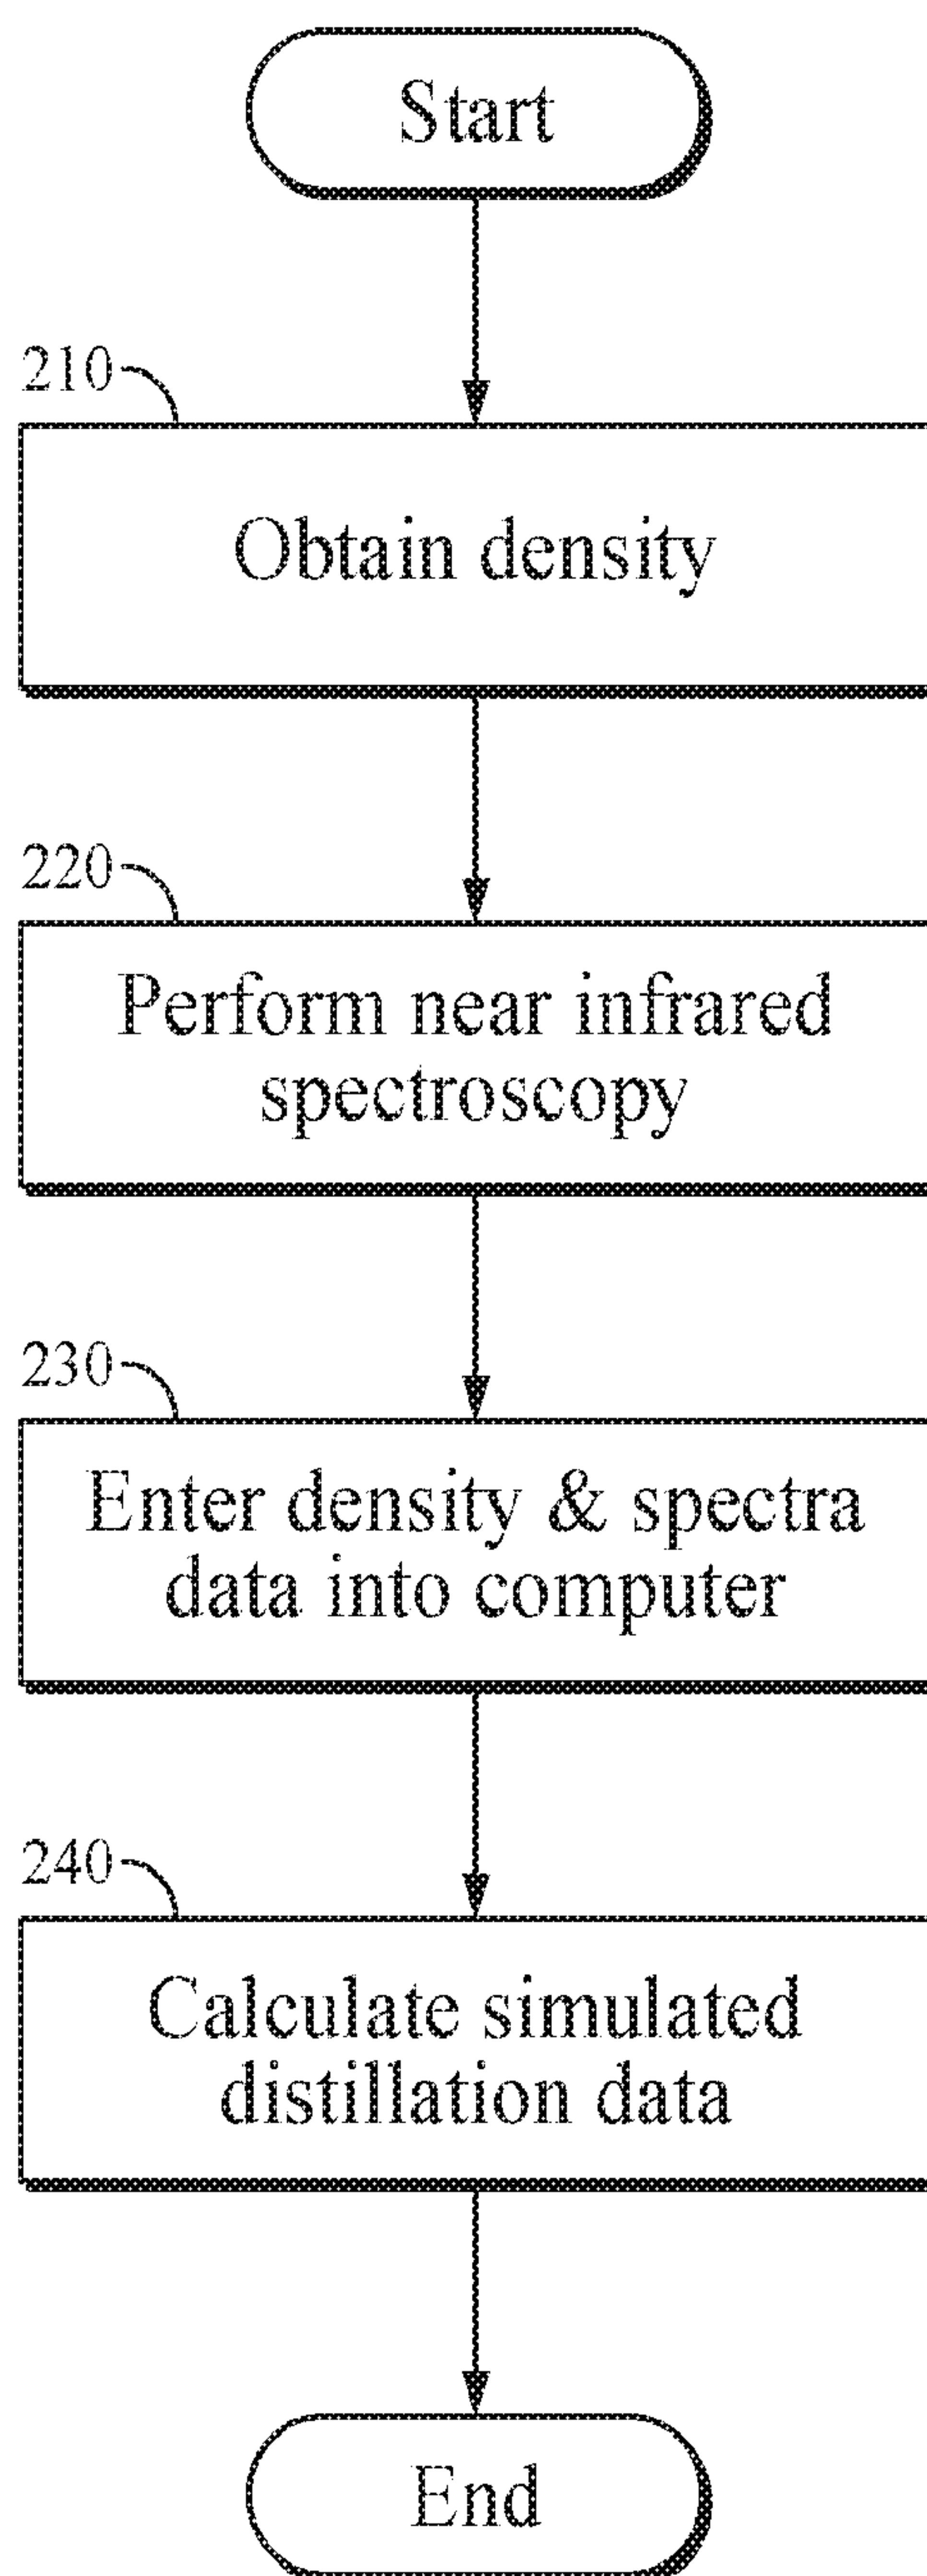 Start
210
Obtain density
220
Perform near infrared
spectroscopy
230
Enter density & spectra
data into computer
240
Calculate simulated
distillation data
End